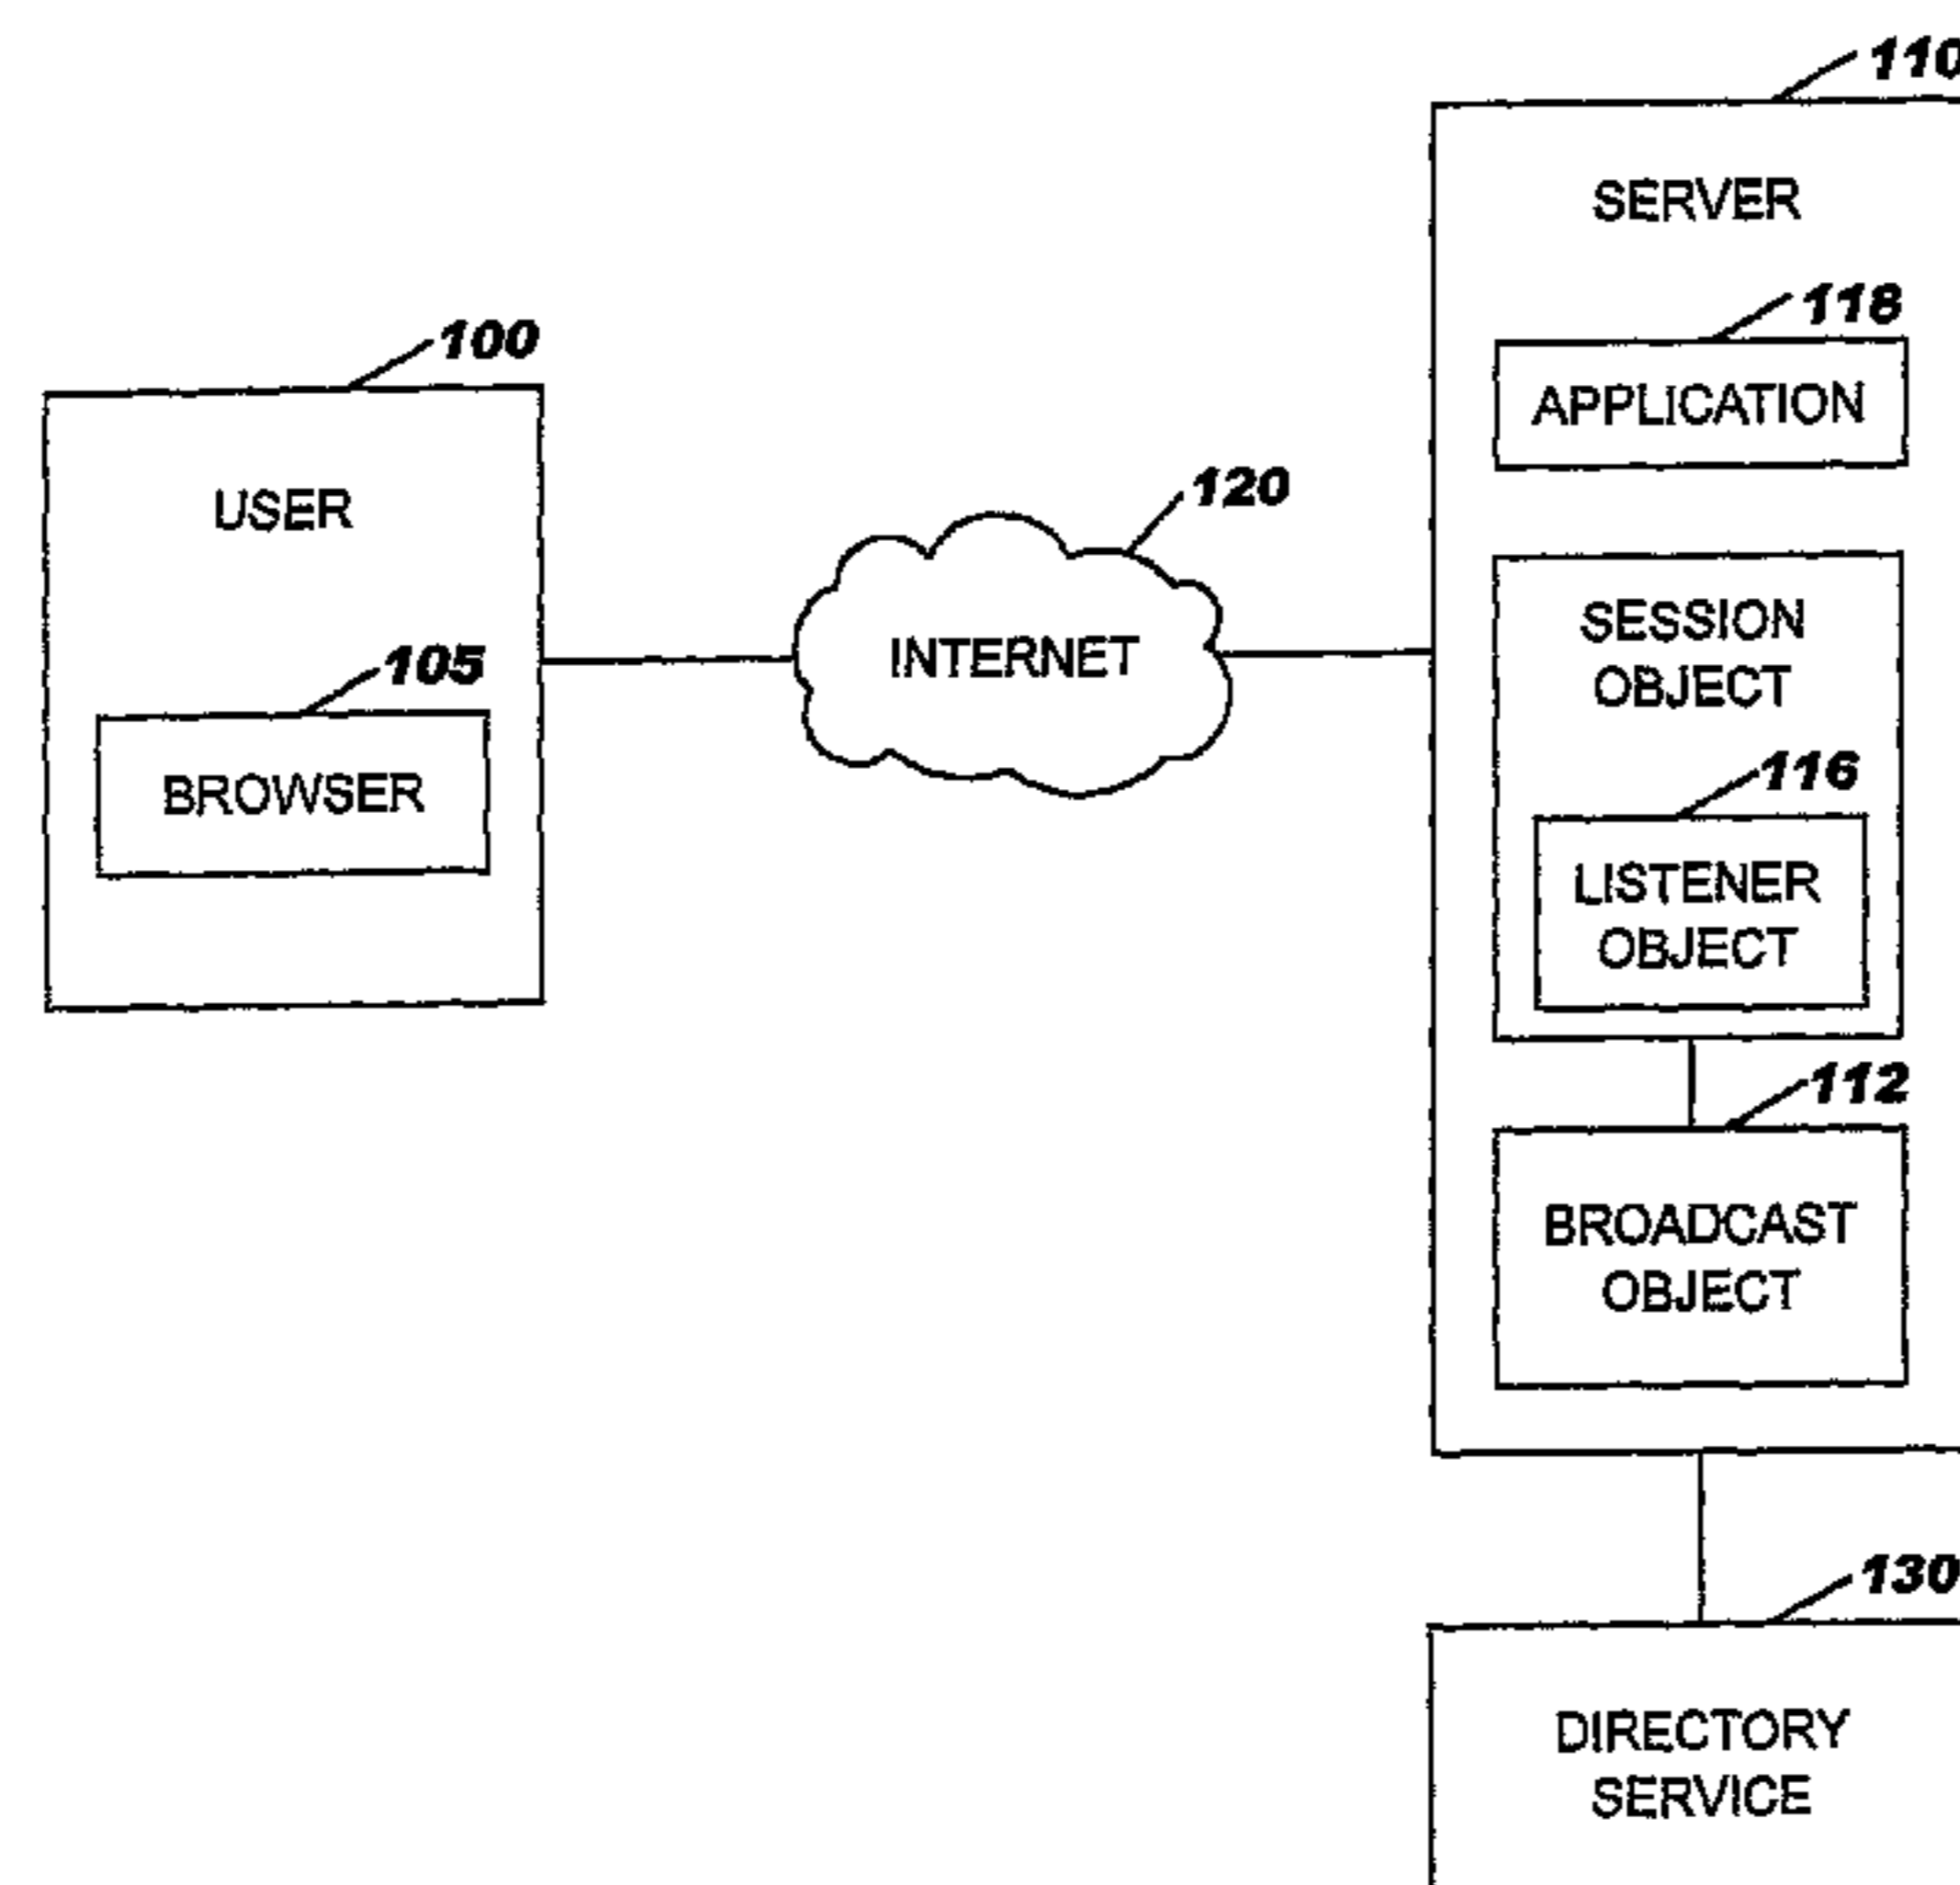 110
SERVER
118
APPLICATION
100
USER
120
INTERNET
105
BROWSER
SESSION
OBJECT
116
LISTENER
OBJECT
112
BROADCAST
OBJECT
130
DIRECTORY
SERVICE